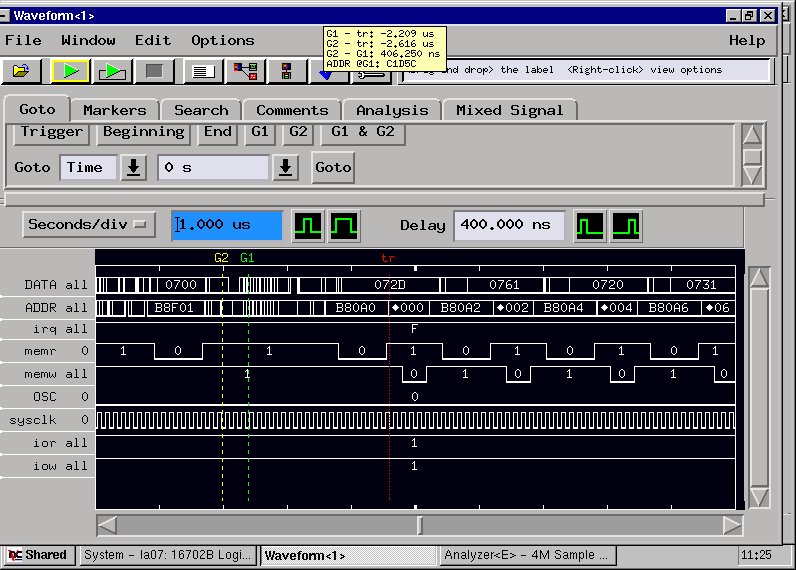 Waveform<1>
File Window Edit Options Help
G1 - tr: -2.209 us
G2 - tr: -2.616 us
G2 - G1: 406.250 ns
ADDR @G1: C1D5C
and drop> the label <Right-click> view options
Goto Markers Search Comments Analysis Mixed Signal
Trigger Beginning End G1 G2 G1 & G2
Goto Time 0 s Goto
Seconds/div 1.000 us Delay 400.000 ns
G2 G1 tr
DATA all 0700 072D 0761 0720 0731
ADDR all B8F01 B80A0 ◆000 B80A2 ◆002 B80A4 ◆004 B80A6 ◆06
irq all F
memr 0 1 0 1 0 1 0 1 0 1 0 1
memw all 1 0 1 0 1 0 1 0
OSC 0 0
sysclk 0
ior all 1
iow all 1
Shared System - la07: 16702B Logi... Waveform<1> Analyzer<E> - 4M Sample ... 11:25